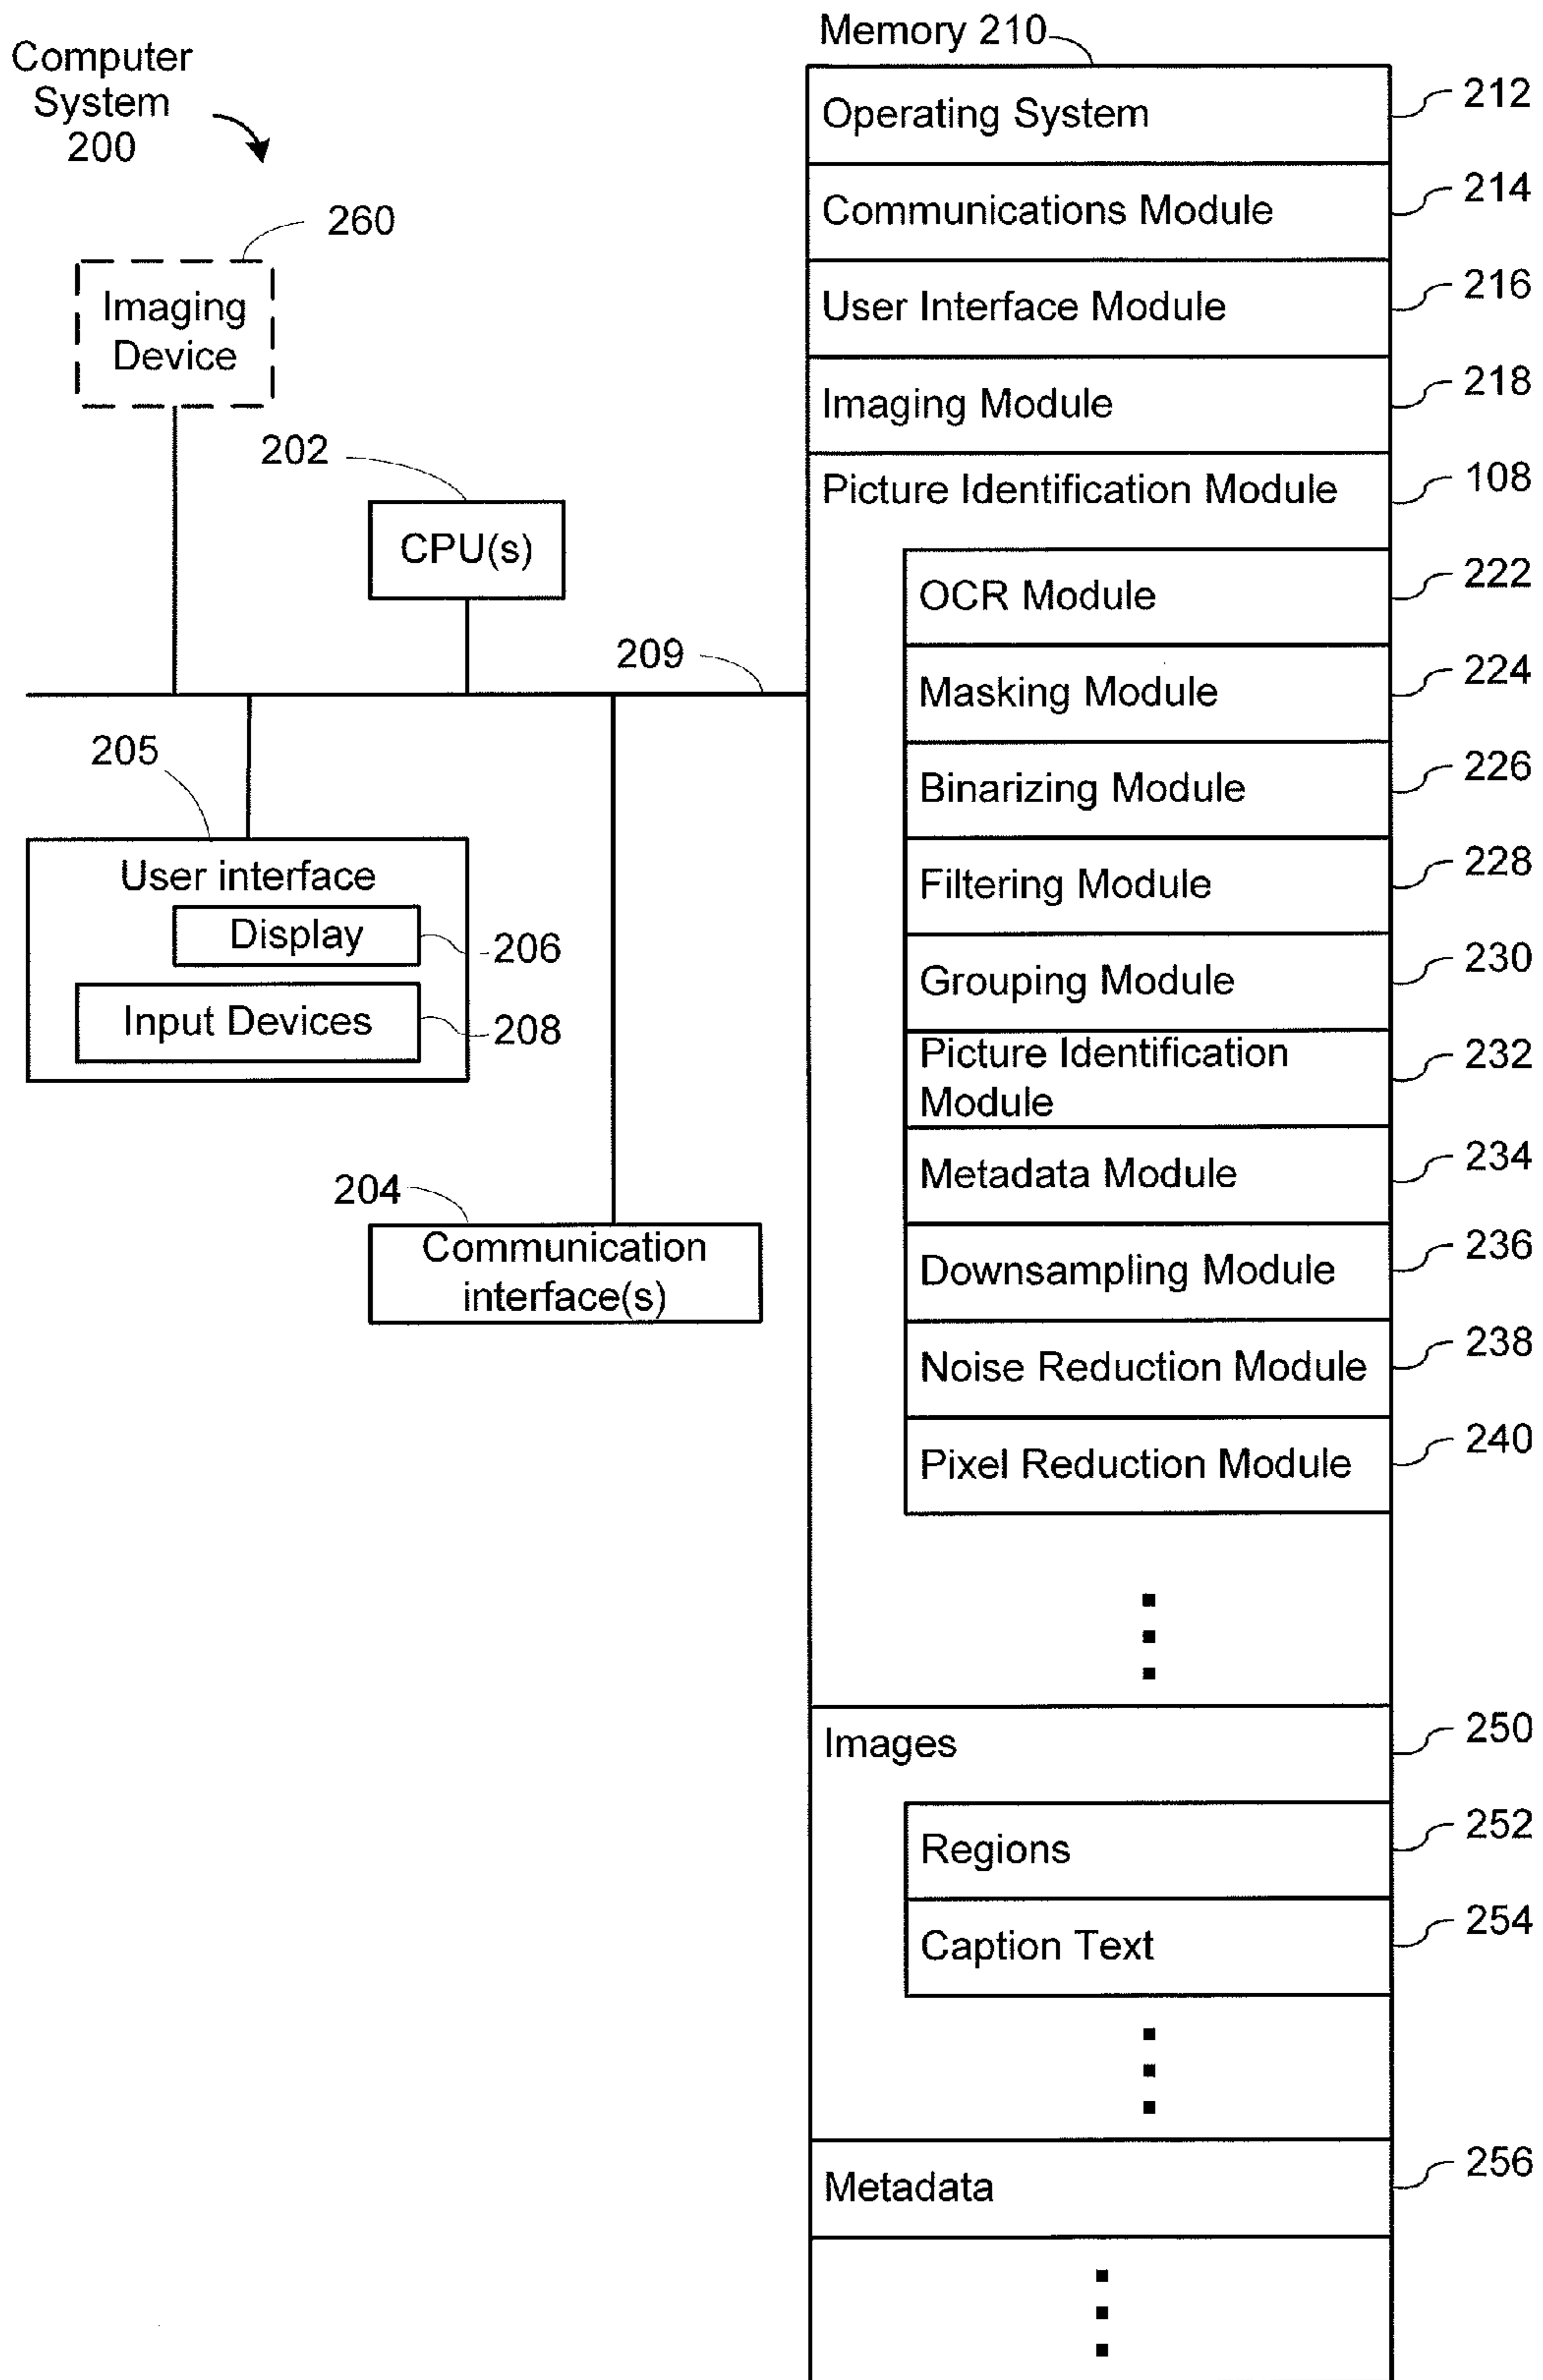 Computer
System
200
260
Imaging
Device
202
CPU(s)
209
205
User interface
Display
206
Input Devices
208
204
Communication
interface(s)
Memory 210
Operating System
212
Communications Module
214
User Interface Module
216
Imaging Module
218
Picture Identification Module
108
OCR Module
222
Masking Module
224
Binarizing Module
226
Filtering Module
228
Grouping Module
230
Picture Identification
Module
232
Metadata Module
234
Downsampling Module
236
Noise Reduction Module
238
Pixel Reduction Module
240
Images
250
Regions
252
Caption Text
254
Metadata
256